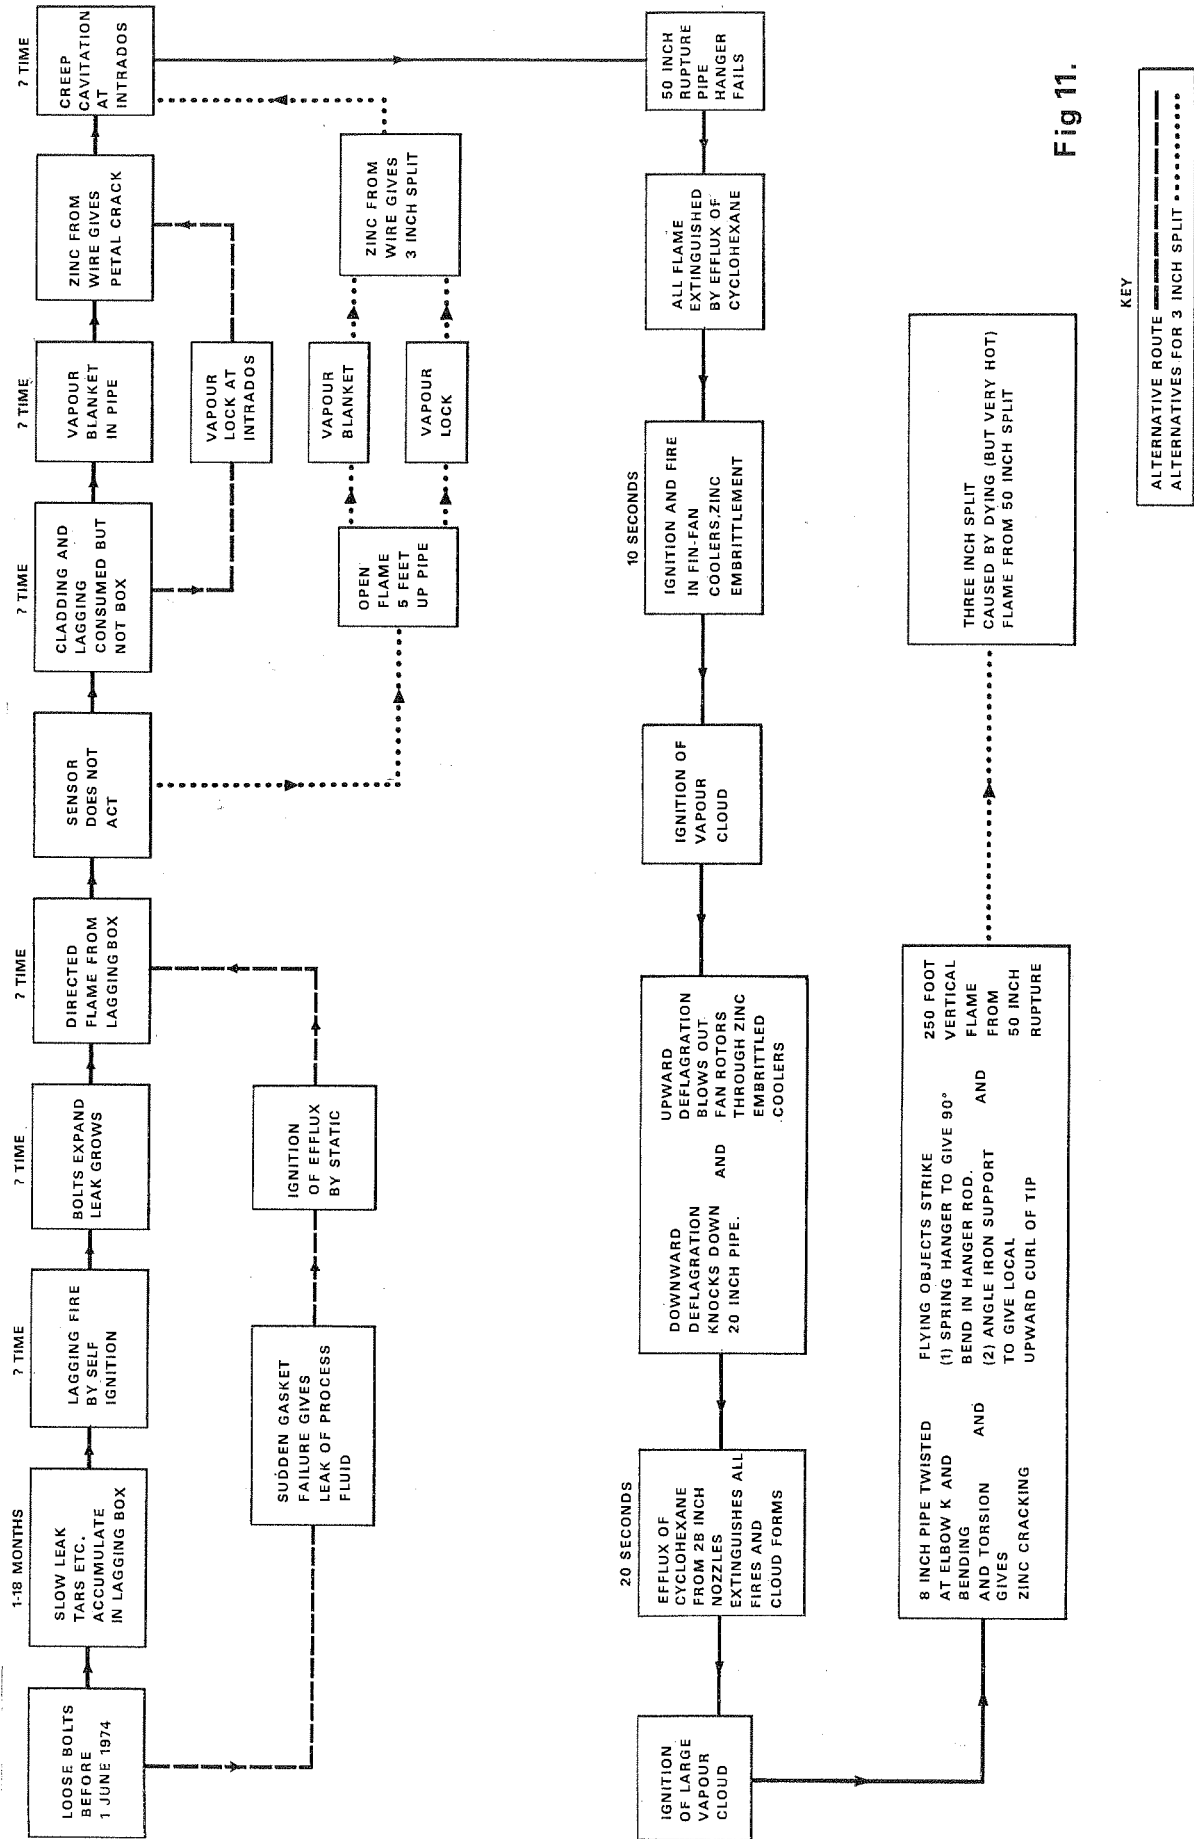 LOOSE BOLTS
BEFORE
1 JUNE 1974
1-18 MONTHS
SLOW LEAK
TARS ETC.
ACCUMULATE
IN LAGGING BOX
? TIME
LAGGING FIRE
BY SELF
IGNITION
? TIME
BOLTS EXPAND
LEAK GROWS
? TIME
DIRECTED
FLAME FROM
LAGGING BOX
SENSOR
DOES NOT
ACT
? TIME
CLADDING AND
LAGGING
CONSUMED BUT
NOT BOX
? TIME
VAPOUR
BLANKET
IN PIPE
ZINC FROM
WIRE GIVES
PETAL CRACK
? TIME
CREEP
CAVITATION
AT
INTRADOS
SUDDEN GASKET
FAILURE GIVES
LEAK OF PROCESS
FLUID
IGNITION
OF EFFLUX
BY STATIC
VAPOUR
LOCK AT
INTRADOS
OPEN
FLAME
5 FEET
UP PIPE
VAPOUR
BLANKET
VAPOUR
LOCK
ZINC FROM
WIRE GIVES
3 INCH SPLIT
50 INCH
RUPTURE
PIPE
HANGER
FAILS
ALL FLAME
EXTINGUISHED
BY EFFLUX OF
CYCLOHEXANE
10 SECONDS
IGNITION AND FIRE
IN FIN-FAN
COOLERS.ZINC
EMBRITTLEMENT
IGNITION OF
VAPOUR
CLOUD
DOWNWARD
DEFLAGRATION
KNOCKS DOWN
20 INCH PIPE.
AND
UPWARD
DEFLAGRATION
BLOWS OUT
FAN ROTORS
THROUGH ZINC
EMBRITTLED
COOLERS
20 SECONDS
EFFLUX OF
CYCLOHEXANE
FROM 2B INCH
NOZZLES
EXTINGUISHES ALL
FIRES AND
CLOUD FORMS
IGNITION
OF LARGE
VAPOUR
CLOUD
8 INCH PIPE TWISTED
AT ELBOW K AND
BENDING
AND TORSION
GIVES
ZINC CRACKING
AND
FLYING OBJECTS STRIKE
(1) SPRING HANGER TO GIVE 90°
BEND IN HANGER ROD.
(2) ANGLE IRON SUPPORT
TO GIVE LOCAL
UPWARD CURL OF TIP
AND
250 FOOT
VERTICAL
FLAME
FROM
50 INCH
RUPTURE
THREE INCH SPLIT
CAUSED BY DYING (BUT VERY HOT)
FLAME FROM 50 INCH SPLIT
Fig 11.
KEY
ALTERNATIVE ROUTE
ALTERNATIVES FOR 3 INCH SPLIT